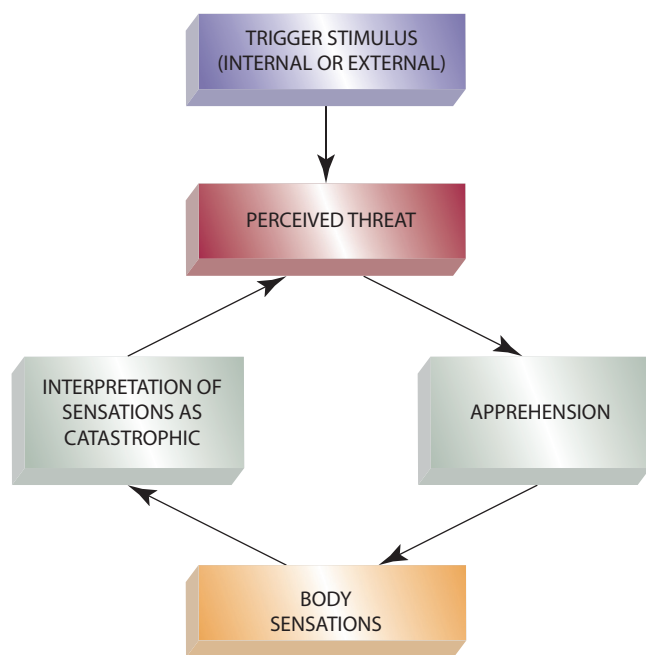 TRIGGER STIMULUS
(INTERNAL OR EXTERNAL)
PERCEIVED THREAT
INTERPRETATION OF
SENSATIONS AS
CATASTROPHIC
APPREHENSION
BODY
SENSATIONS